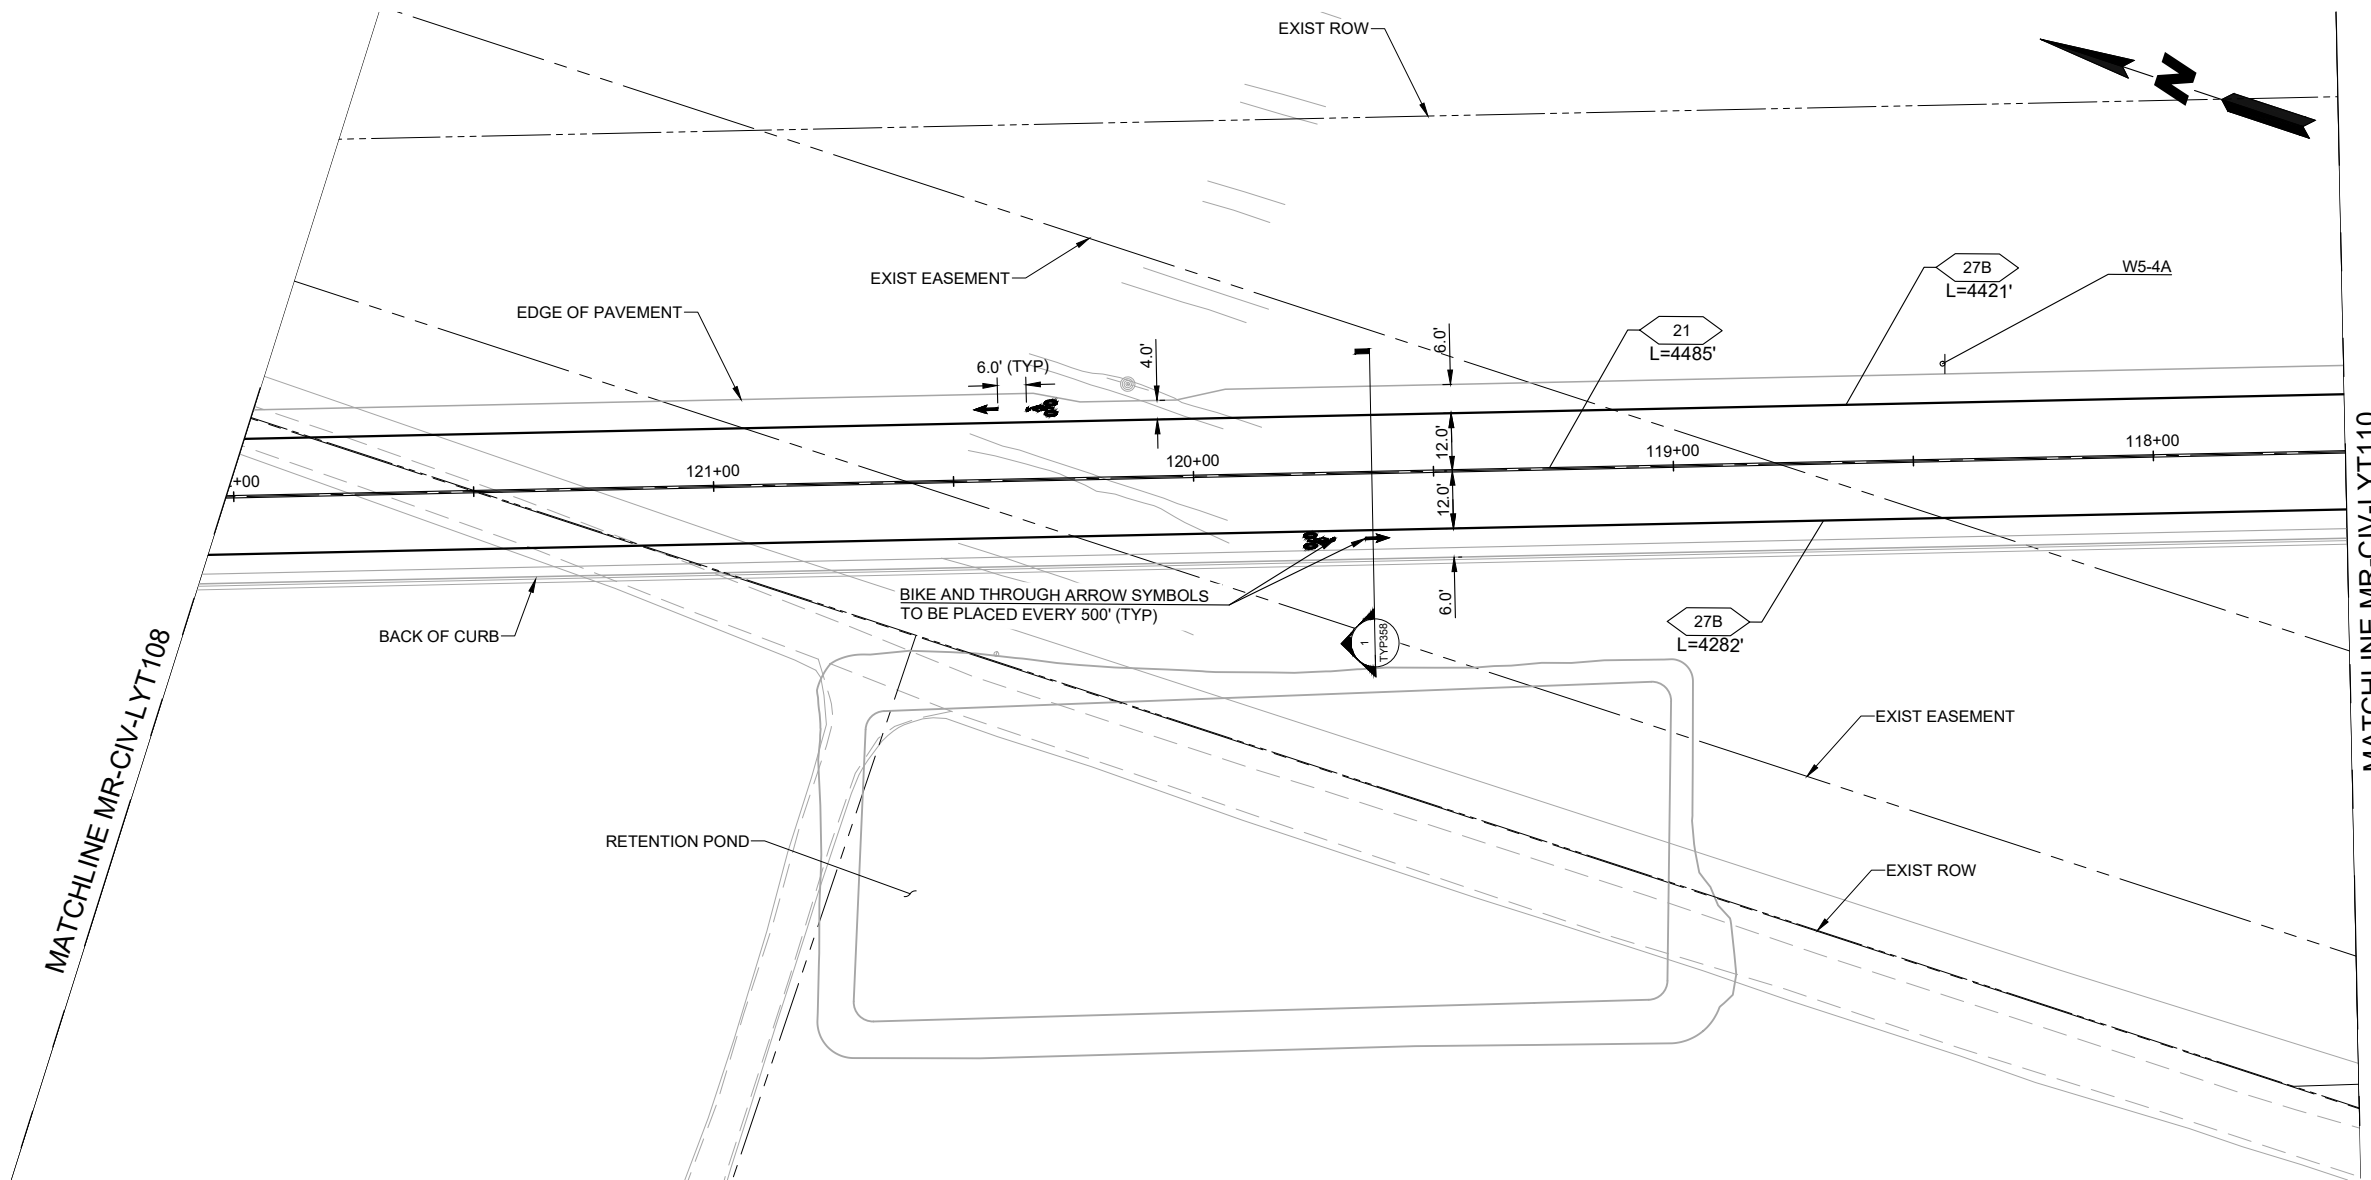 EXIST ROW
N
EXIST EASEMENT
27B
L=4421'
W5-4A
EDGE OF PAVEMENT
21
L=4485'
6.0'
4.0'
6.0' (TYP)
12.0'
118+00
119+00
120+00
121+00
+00
12.0'
BIKE AND THROUGH ARROW SYMBOLS
TO BE PLACED EVERY 500' (TYP)
6.0'
27B
L=4282'
BACK OF CURB
1
TYP358
EXIST EASEMENT
RETENTION POND
EXIST ROW
MATCHLINE MR-CIV-LYT108
MATCHLINE MR-CIV-LYT110